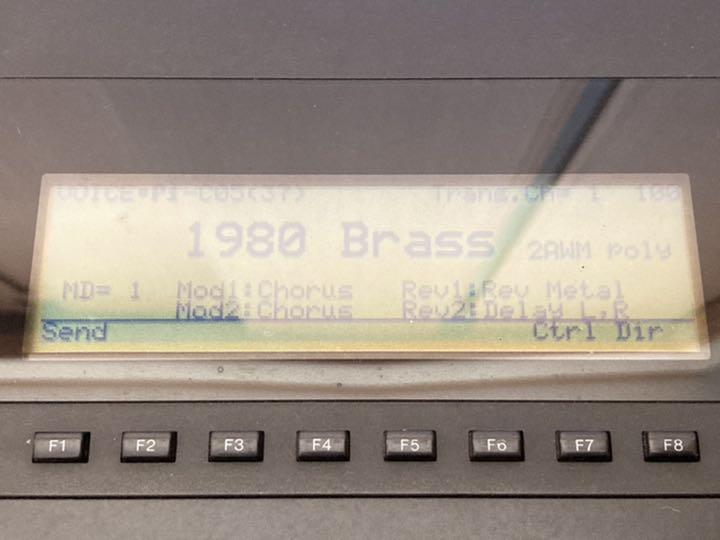 VOICE•P1-C05(37) Trans.CH= 1 100
1980 Brass 2AWM poly
MD= 1 Mod1:Chorus Rev1:Rev Metal
Mod2:Chorus Rev2:Delay L,R
Send Ctrl Dir
F1 F2 F3 F4 F5 F6 F7 F8